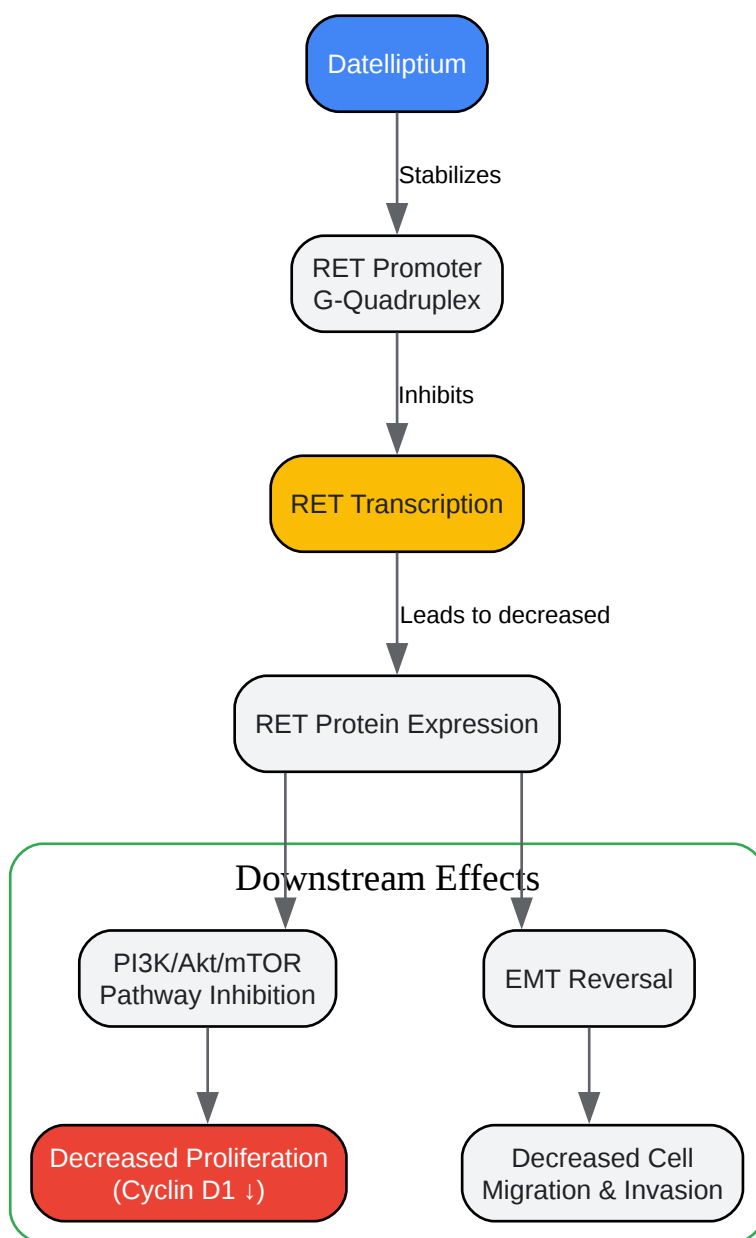 Datelliptium
Stabilizes
RET Promoter
G-Quadruplex
Inhibits
RET Transcription
Leads to decreased
RET Protein Expression
Downstream Effects
PI3K/Akt/mTOR
Pathway Inhibition
EMT Reversal
Decreased Proliferation
(Cyclin D1 ↓)
Decreased Cell
Migration & Invasion